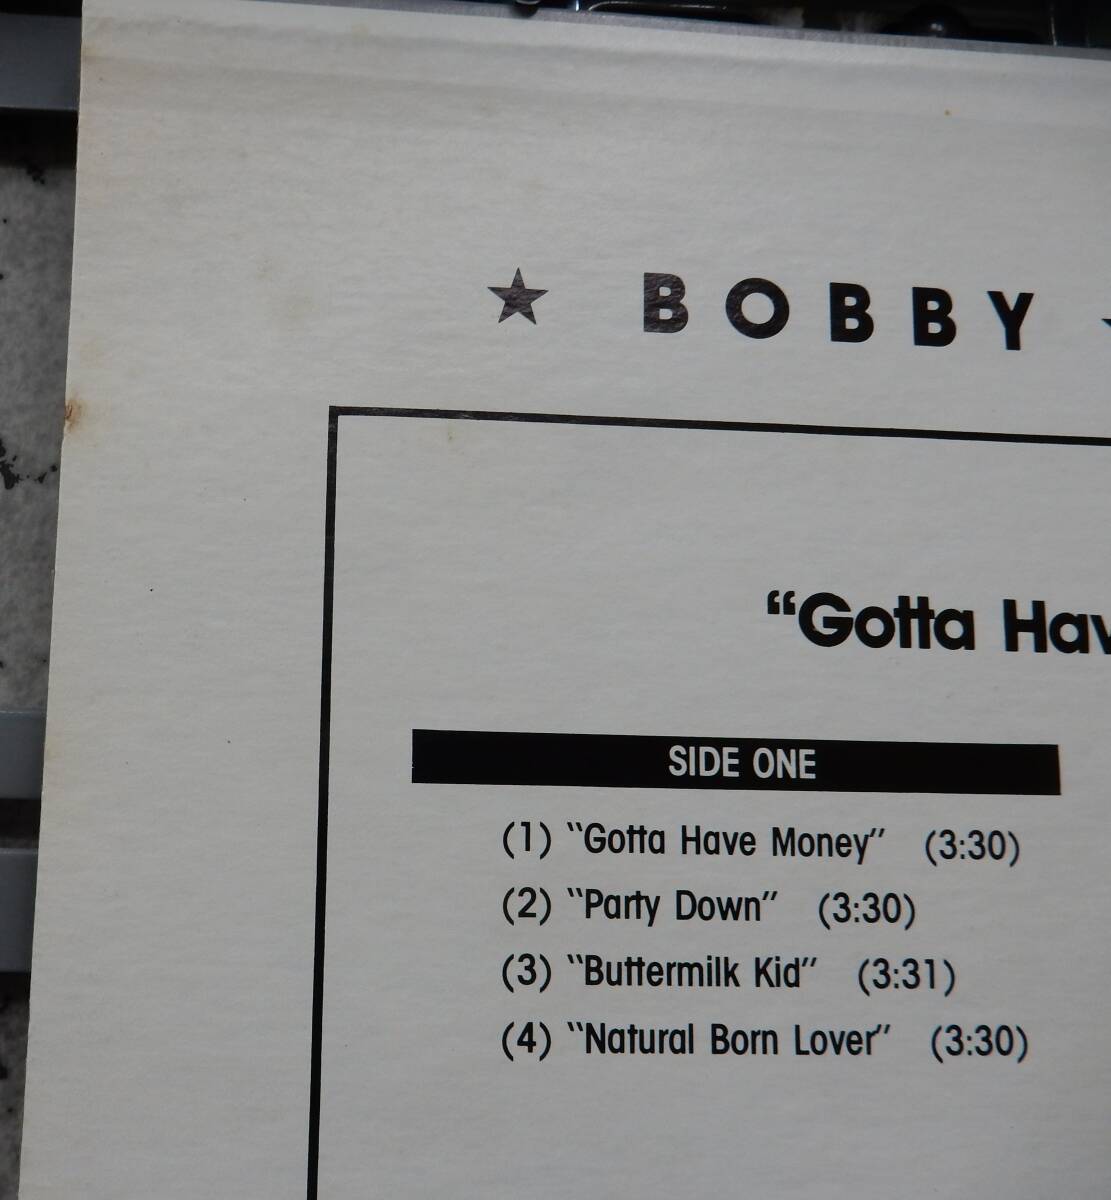 ★ BOBBY
“Gotta
SIDE ONE
(1) “Gotta Have Money” (3:30)
(2) “Party Down” (3:30)
(3) “Buttermilk Kid” (3:31)
(4) “Natural Born Lover” (3:30)